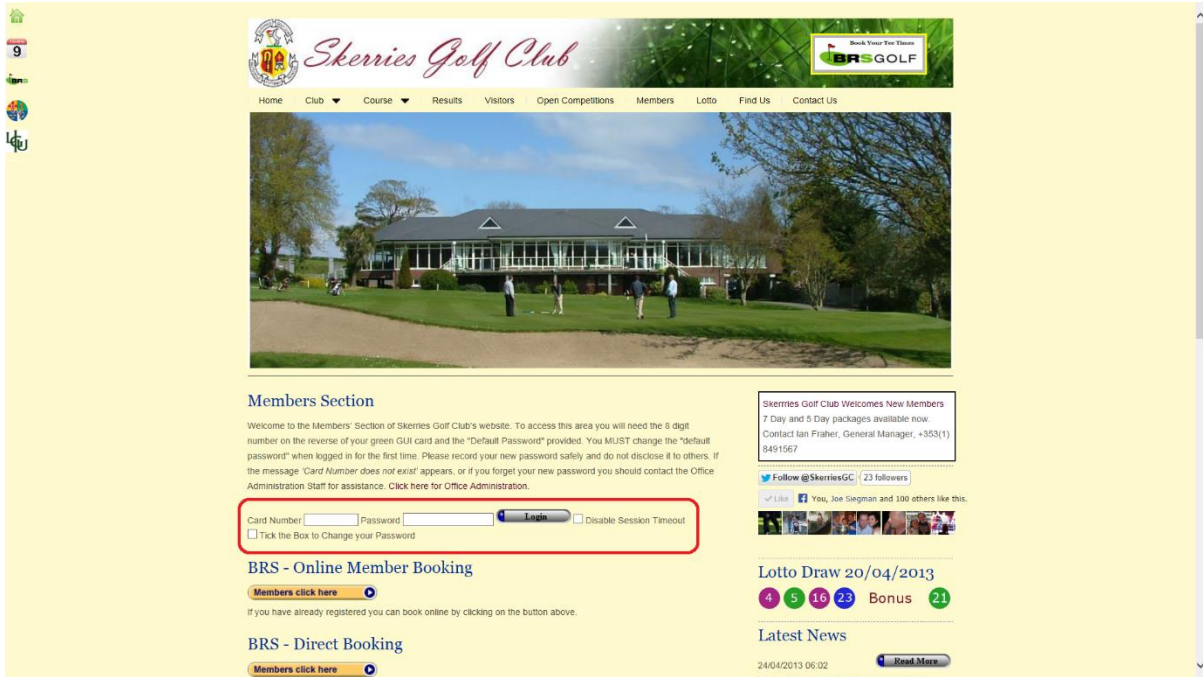 9
BRS
Skerries Golf Club
Book Your Tee Times
BRSGOLF
Home Club Course Results Visitors Open Competitions Members Lotto Find Us Contact Us
Members Section
Welcome to the Members' Section of Skerries Golf Club's website. To access this area you will need the 8 digit
number on the reverse of your green GUI card and the "Default Password" provided. You MUST change the "default
password" when logged in for the first time. Please record your new password safely and do not disclose it to others. If
the message 'Card Number does not exist' appears, or if you forget your new password you should contact the Office
Administration Staff for assistance. Click here for Office Administration.
Card Number Password Login Disable Session Timeout
Tick the Box to Change your Password
BRS - Online Member Booking
Members click here
If you have already registered you can book online by clicking on the button above.
BRS - Direct Booking
Members click here
Skerrries Golf Club Welcomes New Members
7 Day and 5 Day packages available now.
Contact Ian Fraher, General Manager, +353(1)
8491567
Follow @SkerriesGC 23 followers
Like You, Joe Siegman and 100 others like this.
Lotto Draw 20/04/2013
4 5 16 23 Bonus 21
Latest News
24/04/2013 06:02 Read More